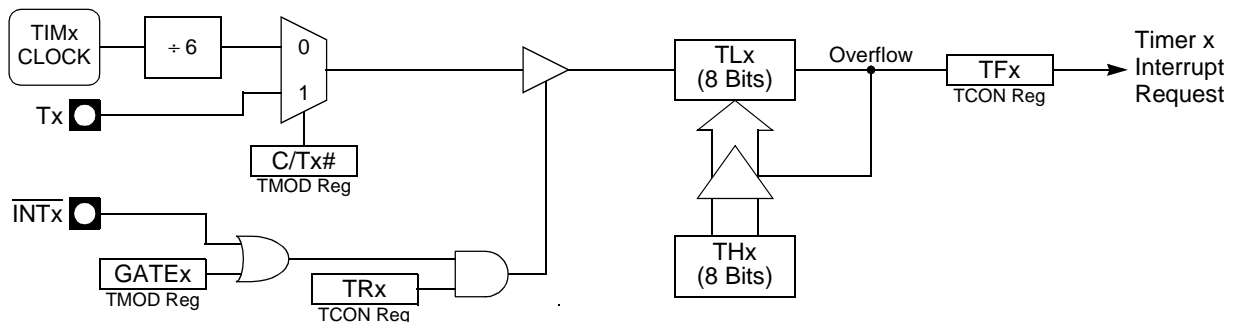 TIMx
CLOCK
÷ 6
0
1
Tx
C/Tx#
TMOD Reg
INTx
GATEx
TMOD Reg
TRx
TCON Reg
TLx
(8 Bits)
THx
(8 Bits)
Overflow
TFx
TCON Reg
Timer x
Interrupt
Request